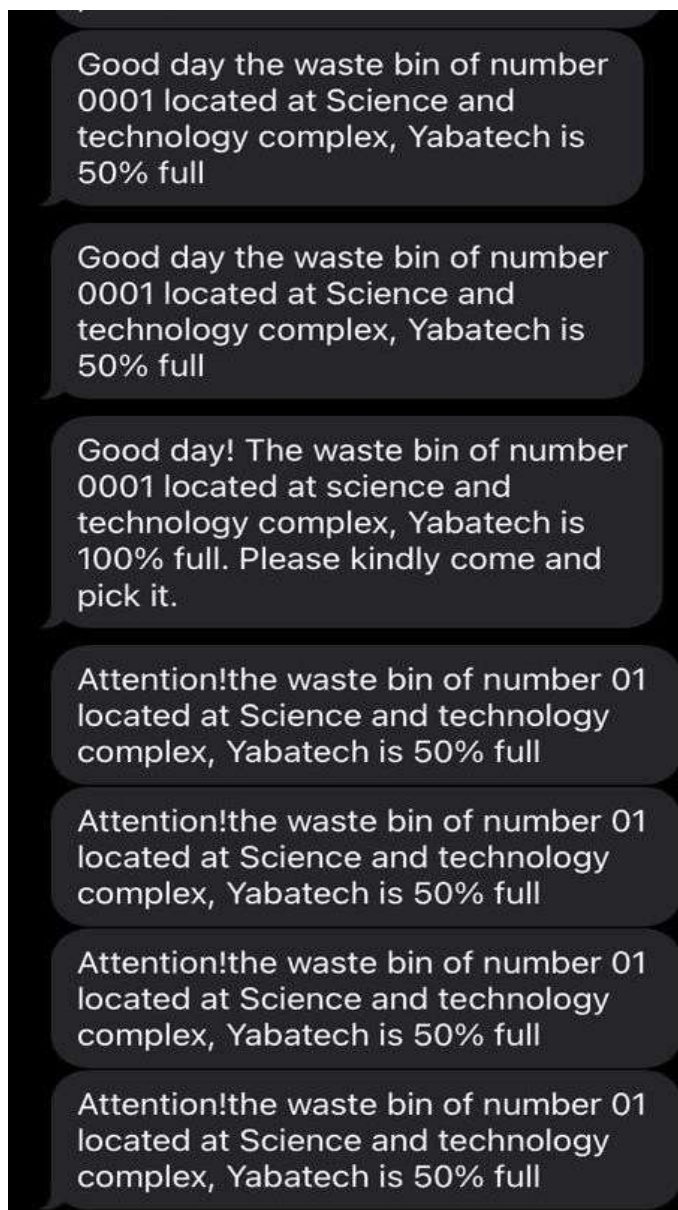 Good day the waste bin of number
0001 located at Science and
technology complex, Yabatech is
50% full
Good day the waste bin of number
0001 located at Science and
technology complex, Yabatech is
50% full
Good day! The waste bin of number
0001 located at science and
technology complex, Yabatech is
100% full. Please kindly come and
pick it.
Attention!the waste bin of number 01
located at Science and technology
complex, Yabatech is 50% full
Attention!the waste bin of number 01
located at Science and technology
complex, Yabatech is 50% full
Attention!the waste bin of number 01
located at Science and technology
complex, Yabatech is 50% full
Attention!the waste bin of number 01
located at Science and technology
complex, Yabatech is 50% full